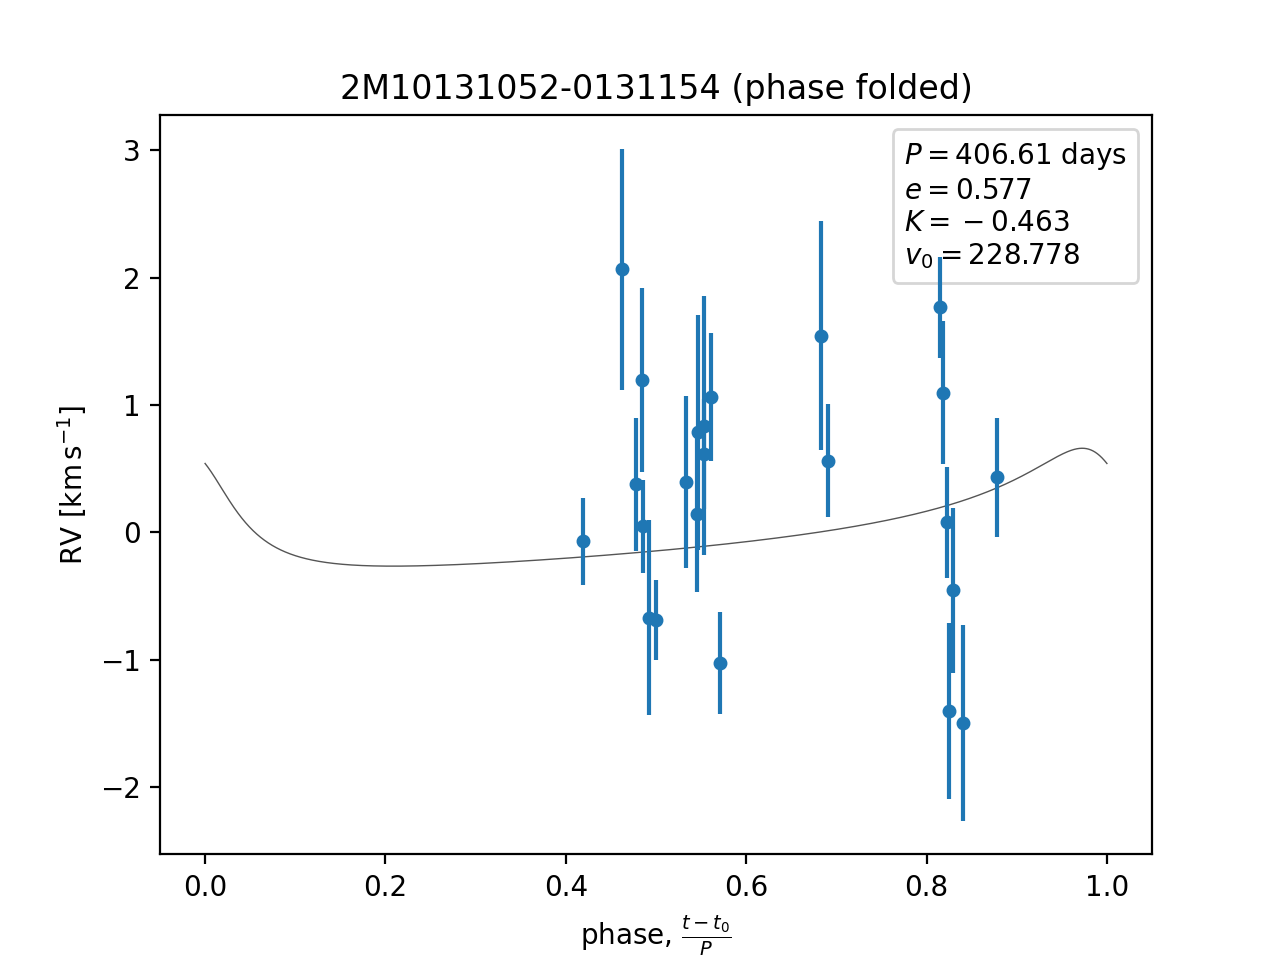 2M10131052-0131154 (phase folded)
P = 406.61 days
e = 0.577
K = −0.463
v₀ = 228.778
3
2
1
0
−1
−2
RV [km s⁻¹]
0.0 0.2 0.4 0.6 0.8 1.0
phase, (t − t₀)/P